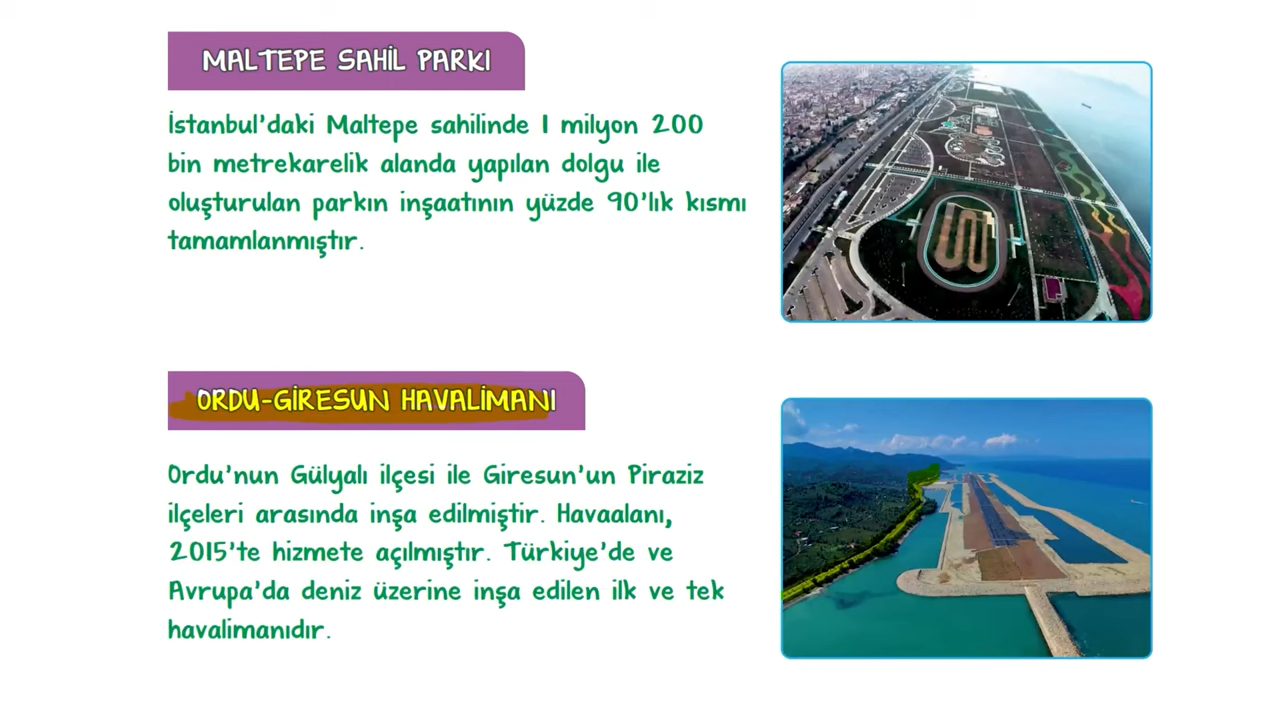 MALTEPE SAHİL PARKI
İstanbul'daki Maltepe sahilinde 1 milyon 200
bin metrekarelik alanda yapılan dolgu ile
oluşturulan parkın inşaatının yüzde 90'lık kısmı
tamamlanmıştır.
ORDU-GİRESUN HAVALİMANI
Ordu'nun Gülyalı ilçesi ile Giresun'un Piraziz
ilçeleri arasında inşa edilmiştir. Havaalanı,
2015'te hizmete açılmıştır. Türkiye'de ve
Avrupa'da deniz üzerine inşa edilen ilk ve tek
havalimanıdır.